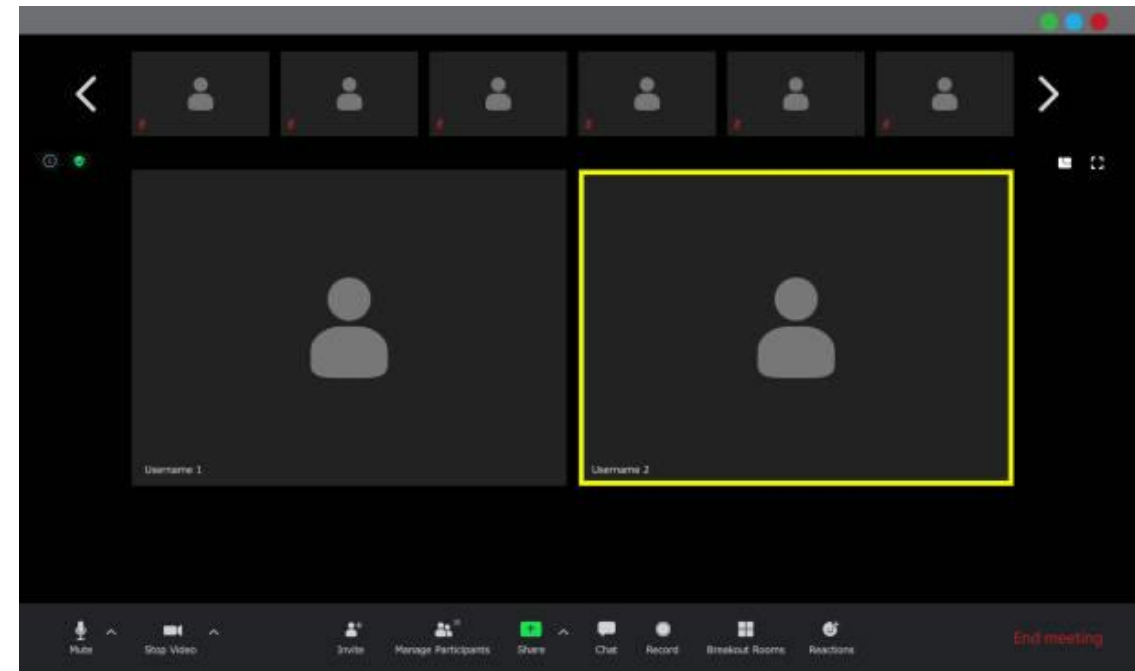 Username 1
Username 2
Mute
Stop Video
Invite
Manage Participants
Share
Chat
Record
Breakout Rooms
Reactions
End meeting